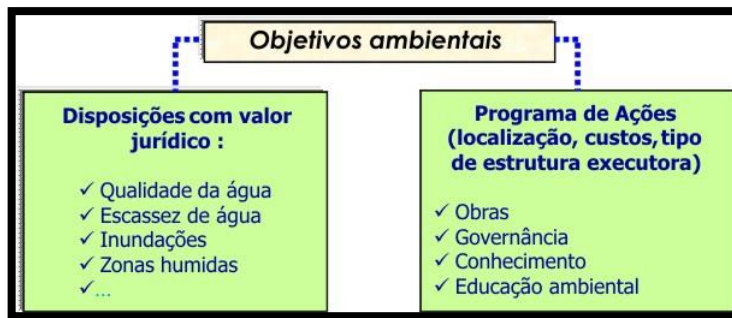 Objetivos ambientais
Disposições com valor
jurídico :
✓ Qualidade da água
✓ Escassez de água
✓ Inundações
✓ Zonas humidas
✓ ...
Programa de Ações
(localização, custos, tipo
de estrutura executora)
✓ Obras
✓ Governância
✓ Conhecimento
✓ Educação ambiental